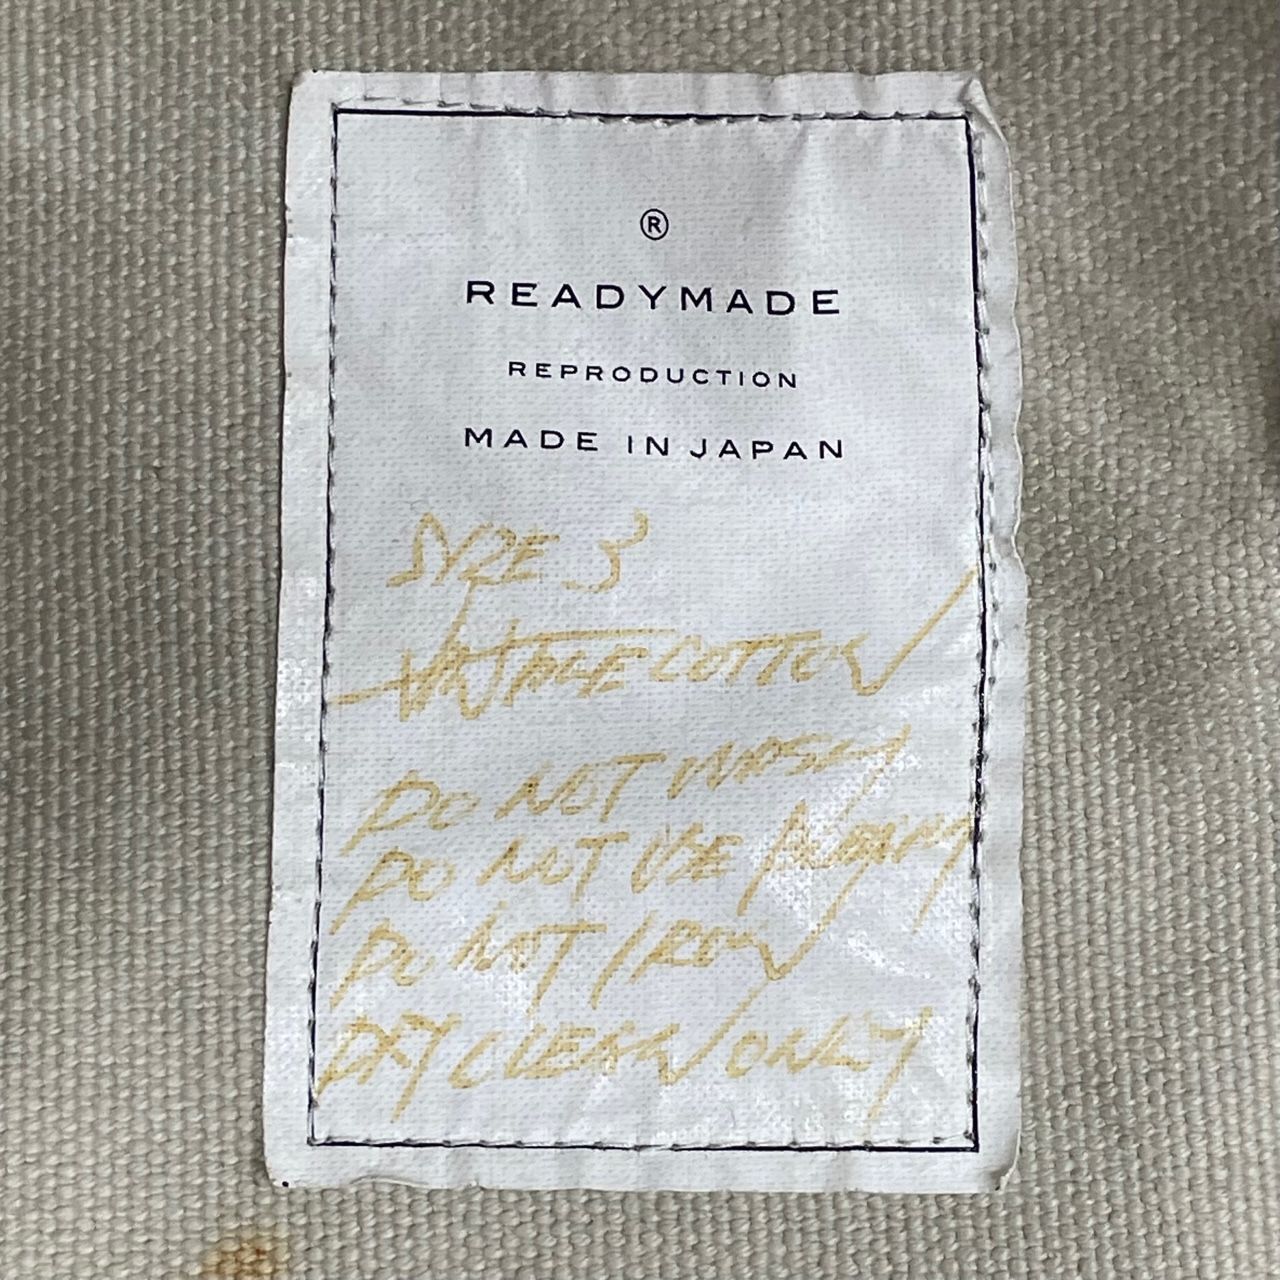 ®
READYMADE
REPRODUCTION
MADE IN JAPAN
SIZE 3
VINTAGE COTTON
DO NOT WASH
DO NOT USE
DO NOT IRON
DRY CLEAN ONLY